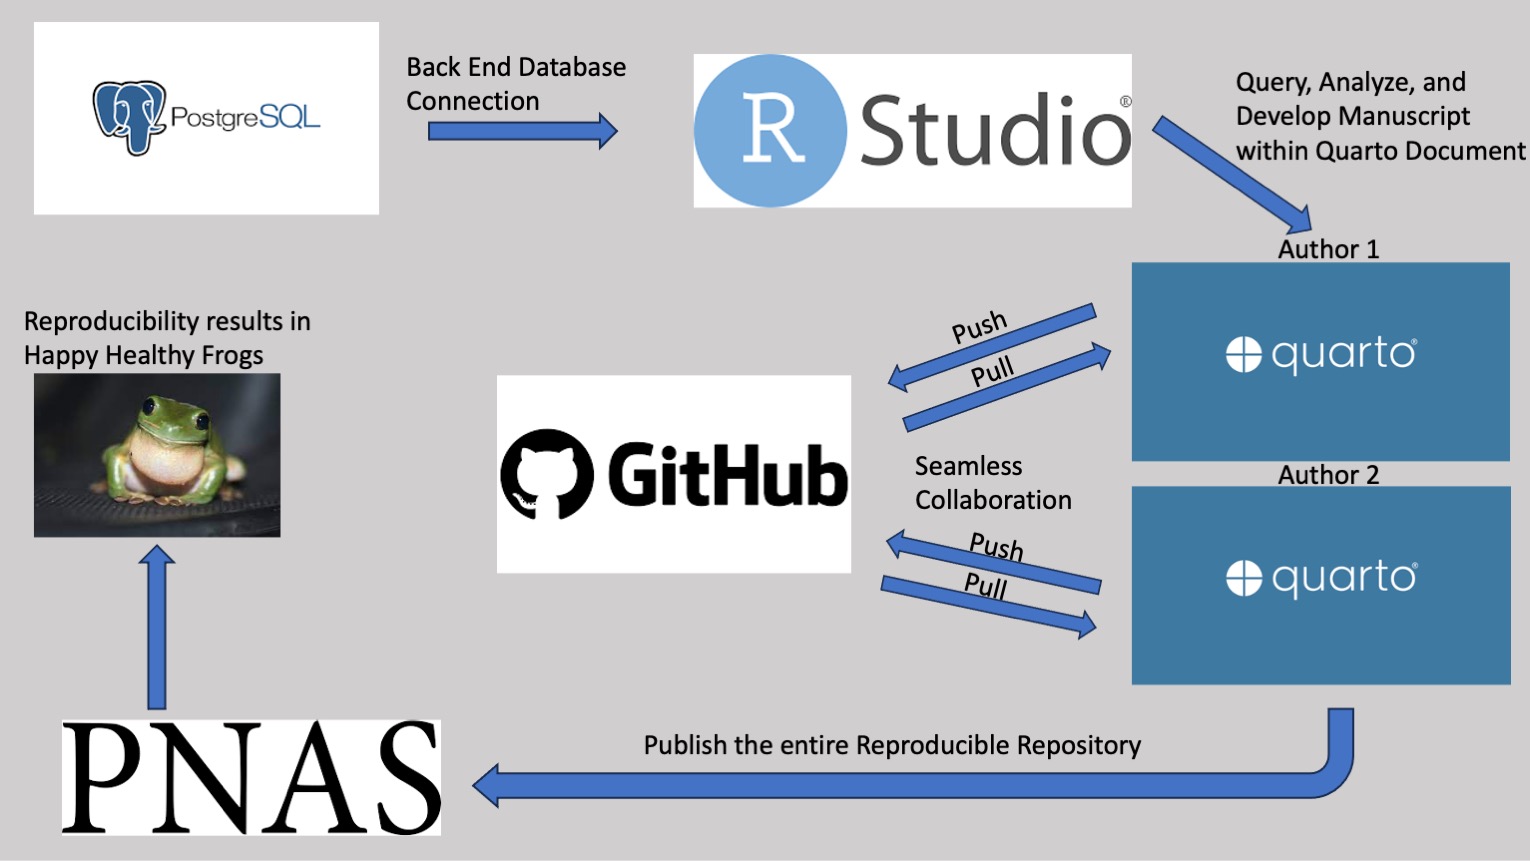 PostgreSQL
Back End Database
Connection
R Studio®
Query, Analyze, and
Develop Manuscript
within Quarto Document
Author 1
quarto®
Reproducibility results in
Happy Healthy Frogs
Push
Pull
GitHub
Seamless
Collaboration
Author 2
quarto®
Push
Pull
Publish the entire Reproducible Repository
PNAS